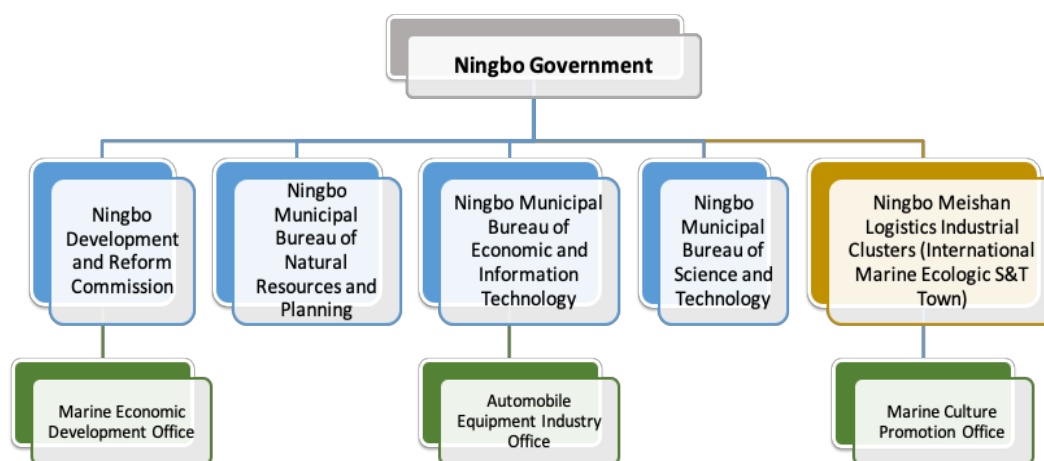 Ningbo Government
Ningbo
Development
and Reform
Commission
Ningbo
Municipal
Bureau of
Natural
Resources and
Planning
Ningbo Municipal
Bureau of
Economic and
Information
Technology
Ningbo
Municipal
Bureau of
Science and
Technology
Ningbo Meishan
Logistics Industrial
Clusters (International
Marine Ecologic S&T
Town)
Marine Economic
Development Office
Automobile
Equipment Industry
Office
Marine Culture
Promotion Office